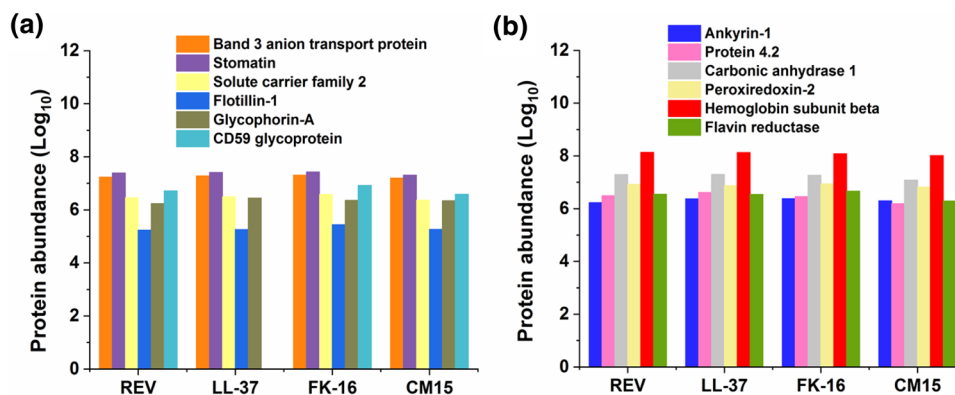 (a)
Band 3 anion transport protein
Stomatin
Solute carrier family 2
Flotillin-1
Glycophorin-A
CD59 glycoprotein
Protein abundance (Log10)
12
10
8
6
4
2
0
REV LL-37 FK-16 CM15
(b)
Ankyrin-1
Protein 4.2
Carbonic anhydrase 1
Peroxiredoxin-2
Hemoglobin subunit beta
Flavin reductase
Protein abundance (Log10)
12
10
8
6
4
2
0
REV LL-37 FK-16 CM15